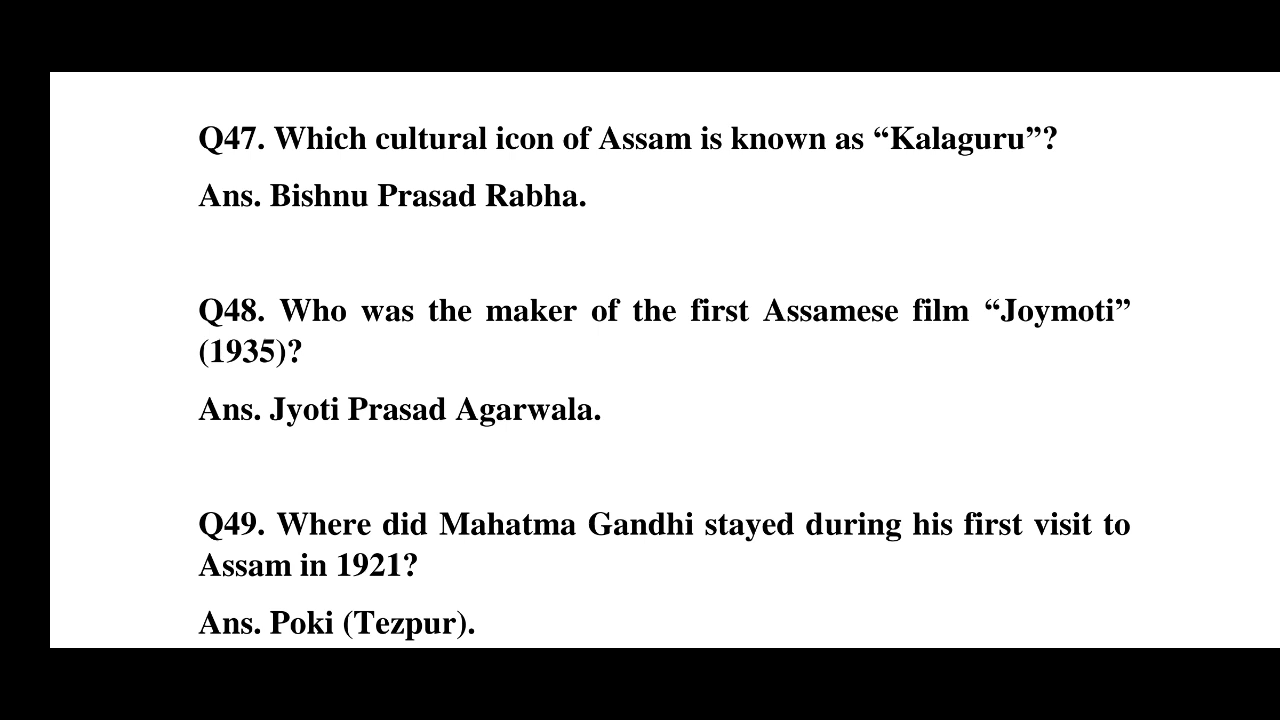 Q47. Which cultural icon of Assam is known as “Kalaguru”?
Ans. Bishnu Prasad Rabha.
Q48. Who was the maker of the first Assamese film “Joymoti”
(1935)?
Ans. Jyoti Prasad Agarwala.
Q49. Where did Mahatma Gandhi stayed during his first visit to
Assam in 1921?
Ans. Poki (Tezpur).